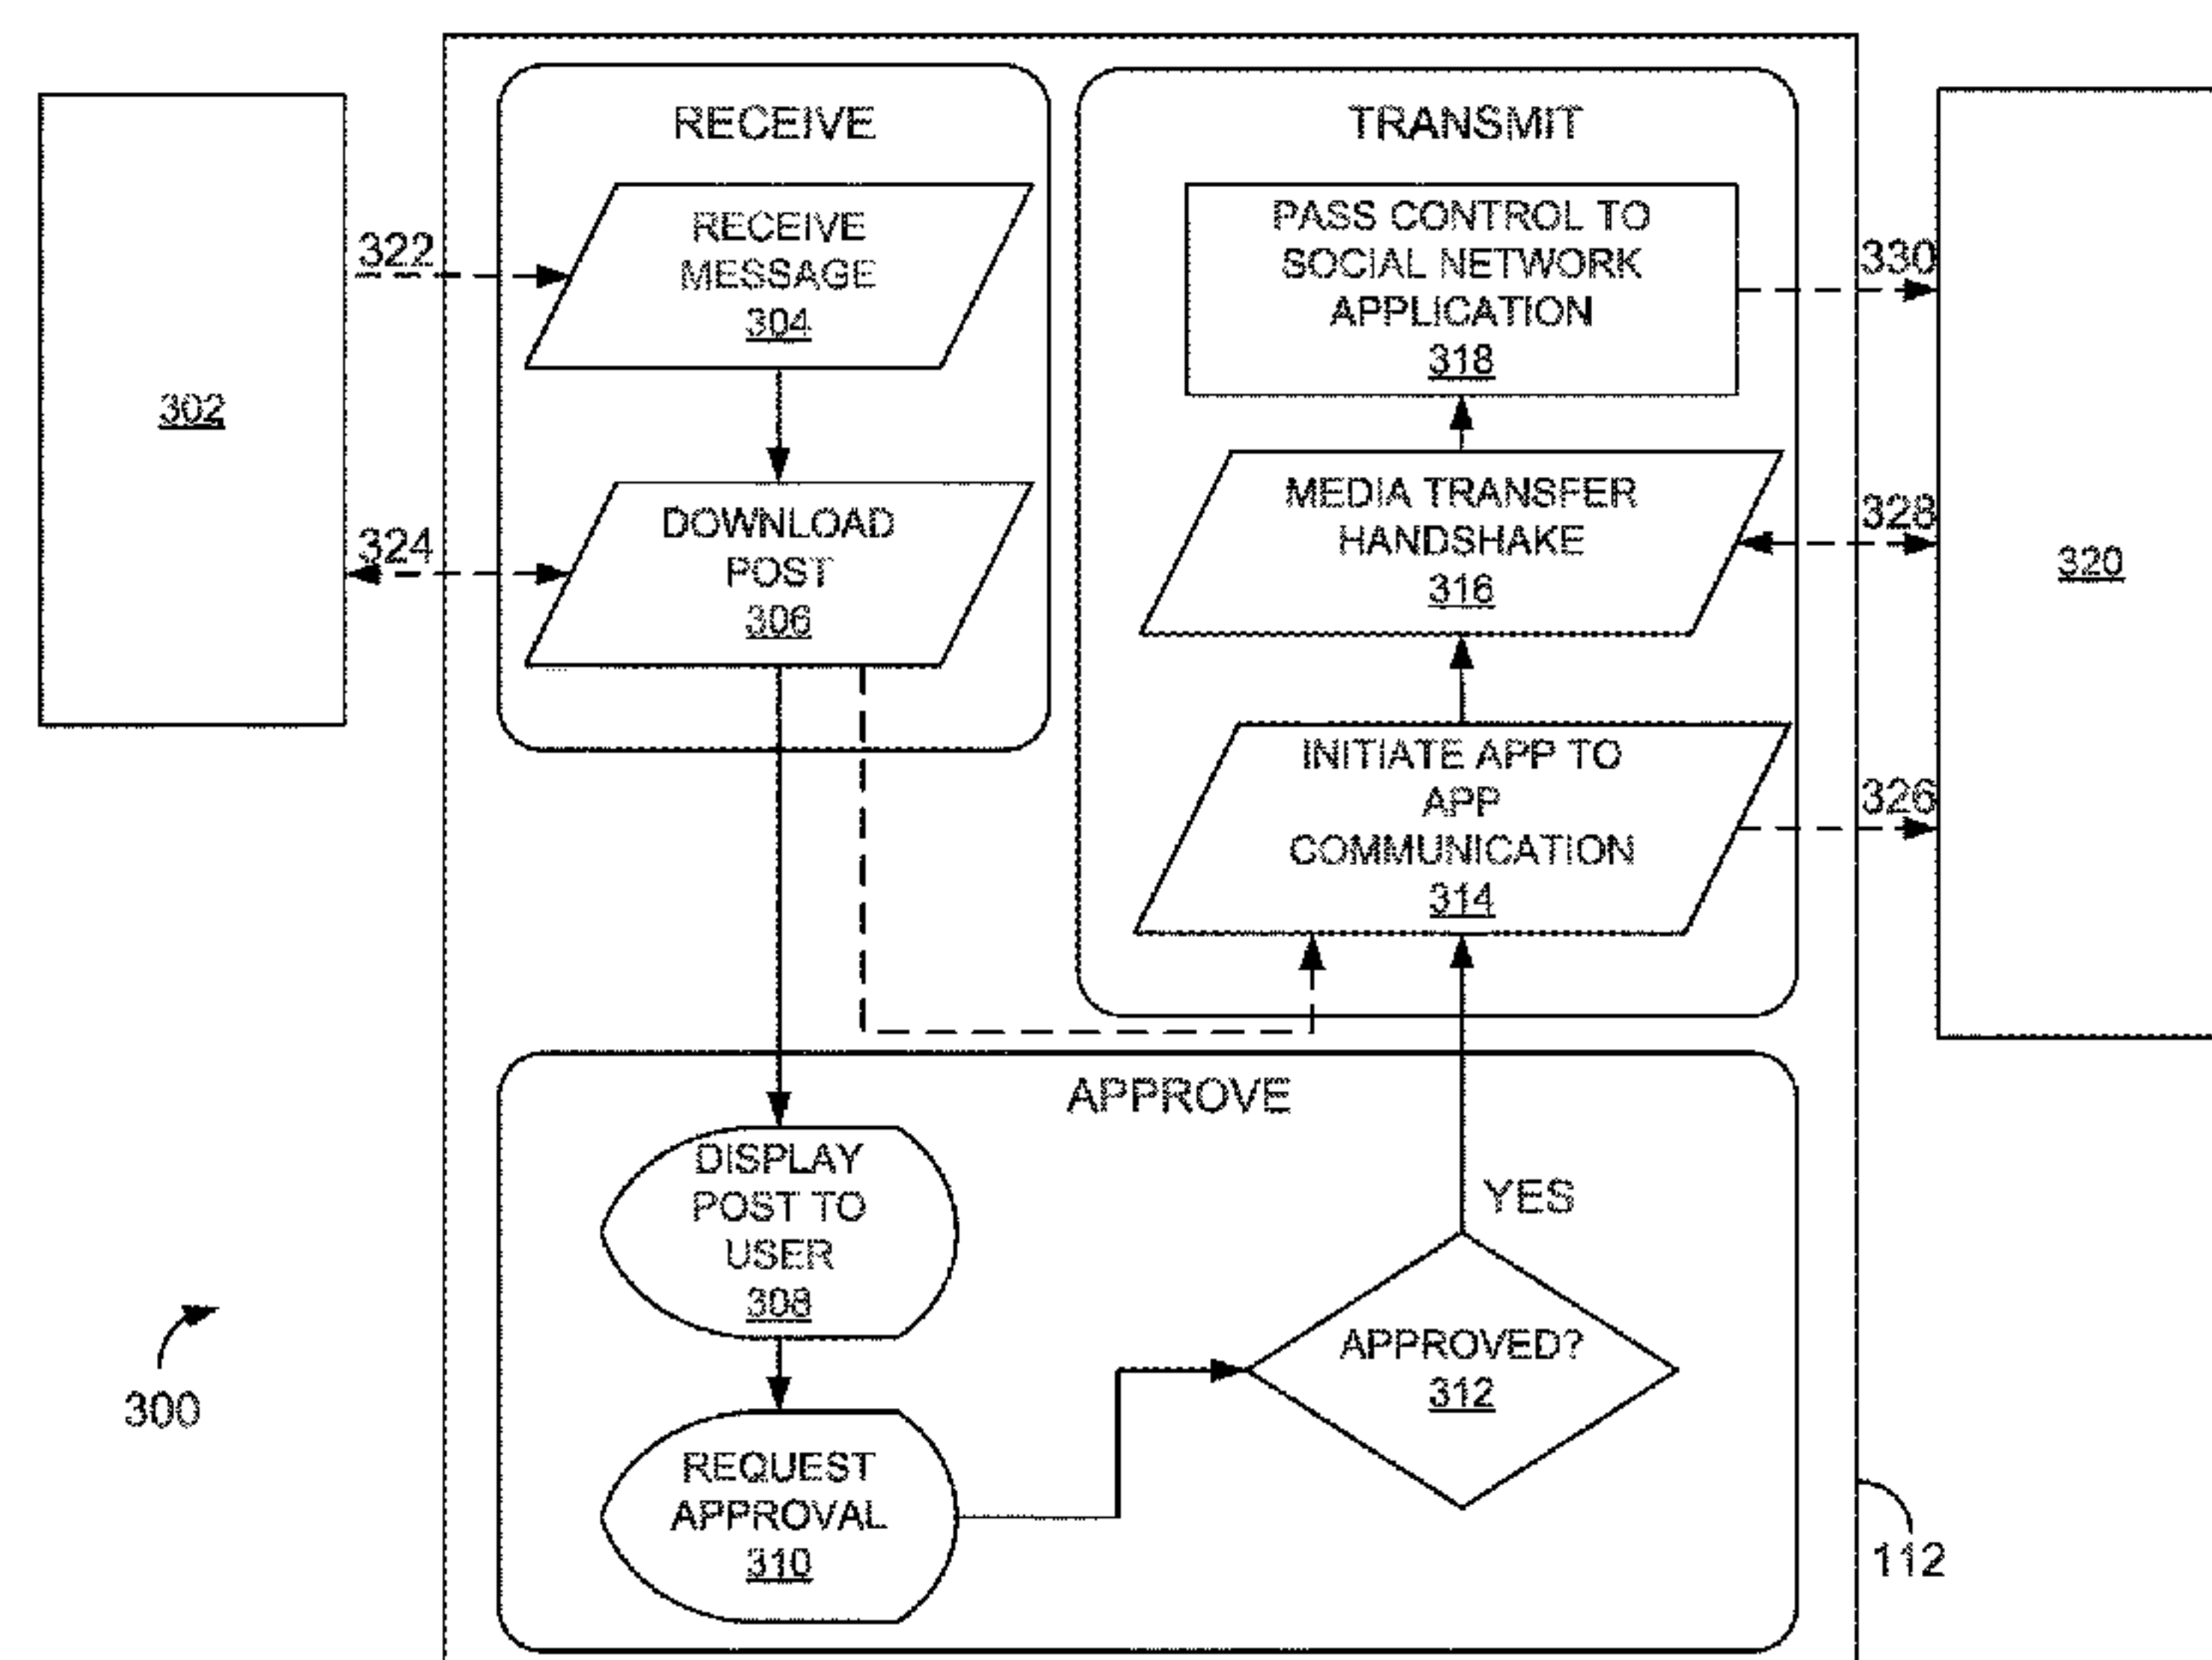 RECEIVE
RECEIVE
MESSAGE
304
DOWNLOAD
POST
306
322
324
302
TRANSMIT
PASS CONTROL TO
SOCIAL NETWORK
APPLICATION
318
MEDIA TRANSFER
HANDSHAKE
316
INITIATE APP TO
APP
COMMUNICATION
314
330
328
326
320
APPROVE
DISPLAY
POST TO
USER
308
REQUEST
APPROVAL
310
YES
APPROVED?
312
300
112